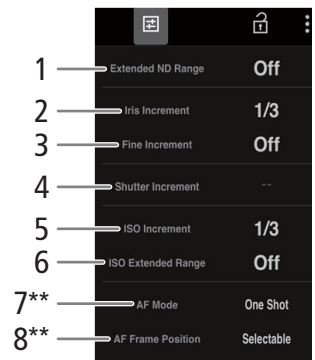 1 Extended ND Range Off
2 Iris Increment 1/3
3 Fine Increment Off
4 Shutter Increment --
5 ISO Increment 1/3
6 ISO Extended Range Off
7** AF Mode One Shot
8** AF Frame Position Selectable